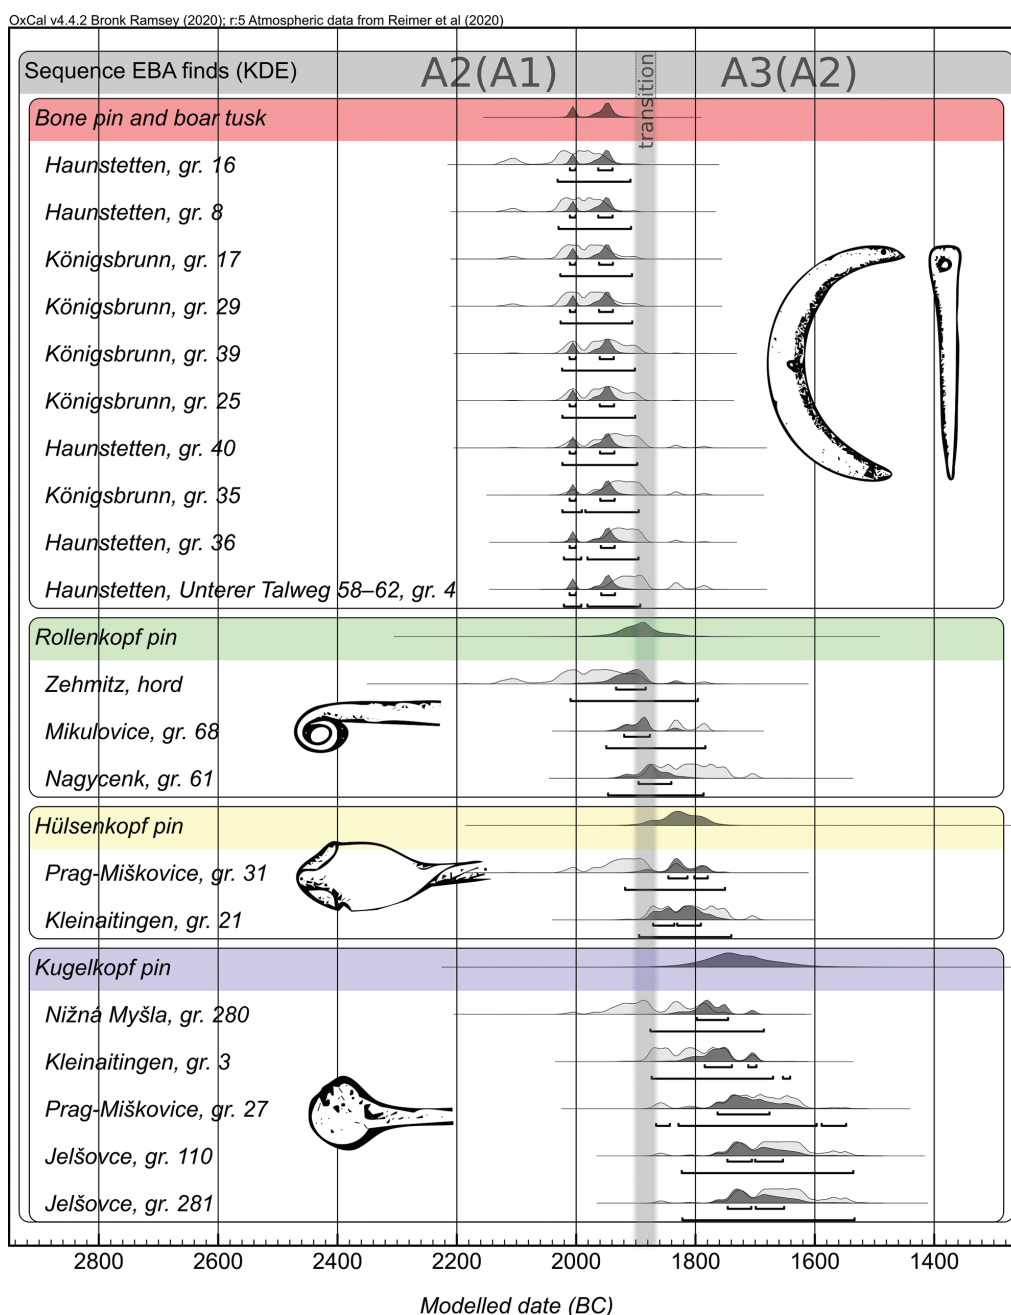 OxCal v4.4.2 Bronk Ramsey (2020); r:5 Atmospheric data from Reimer et al (2020)
Sequence EBA finds (KDE)
A2(A1)
transition
A3(A2)
Bone pin and boar tusk
Haunstetten, gr. 16
Haunstetten, gr. 8
Königsbrunn, gr. 17
Königsbrunn, gr. 29
Königsbrunn, gr. 39
Königsbrunn, gr. 25
Haunstetten, gr. 40
Königsbrunn, gr. 35
Haunstetten, gr. 36
Haunstetten, Unterer Talweg 58–62, gr. 4
Rollenkopf pin
Zehmitz, hord
Mikulovice, gr. 68
Nagycenk, gr. 61
Hülsenkopf pin
Prag-Miškovice, gr. 31
Kleinaitingen, gr. 21
Kugelkopf pin
Nižná Myšla, gr. 280
Kleinaitingen, gr. 3
Prag-Miškovice, gr. 27
Jelšovce, gr. 110
Jelšovce, gr. 281
2800 2600 2400 2200 2000 1800 1600 1400
Modelled date (BC)